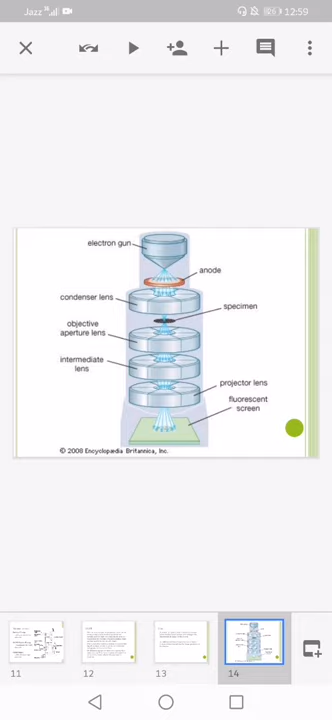 Jazz
12:59
electron gun
anode
condenser lens
specimen
objective
aperture lens
intermediate
lens
projector lens
fluorescent
screen
© 2008 Encyclopædia Britannica, Inc.
11
12
13
14